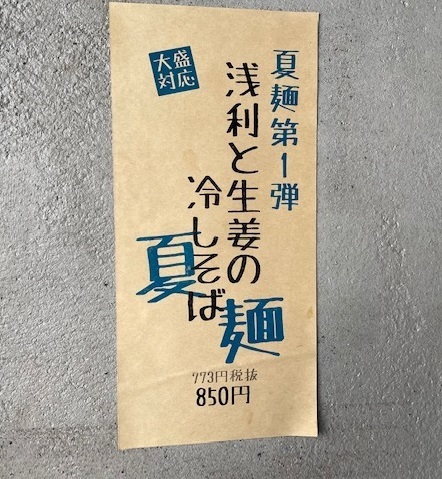 夏麺第1弾
浅利と生姜の
冷しそば
大盛
対応
夏麺
773円税抜
850円